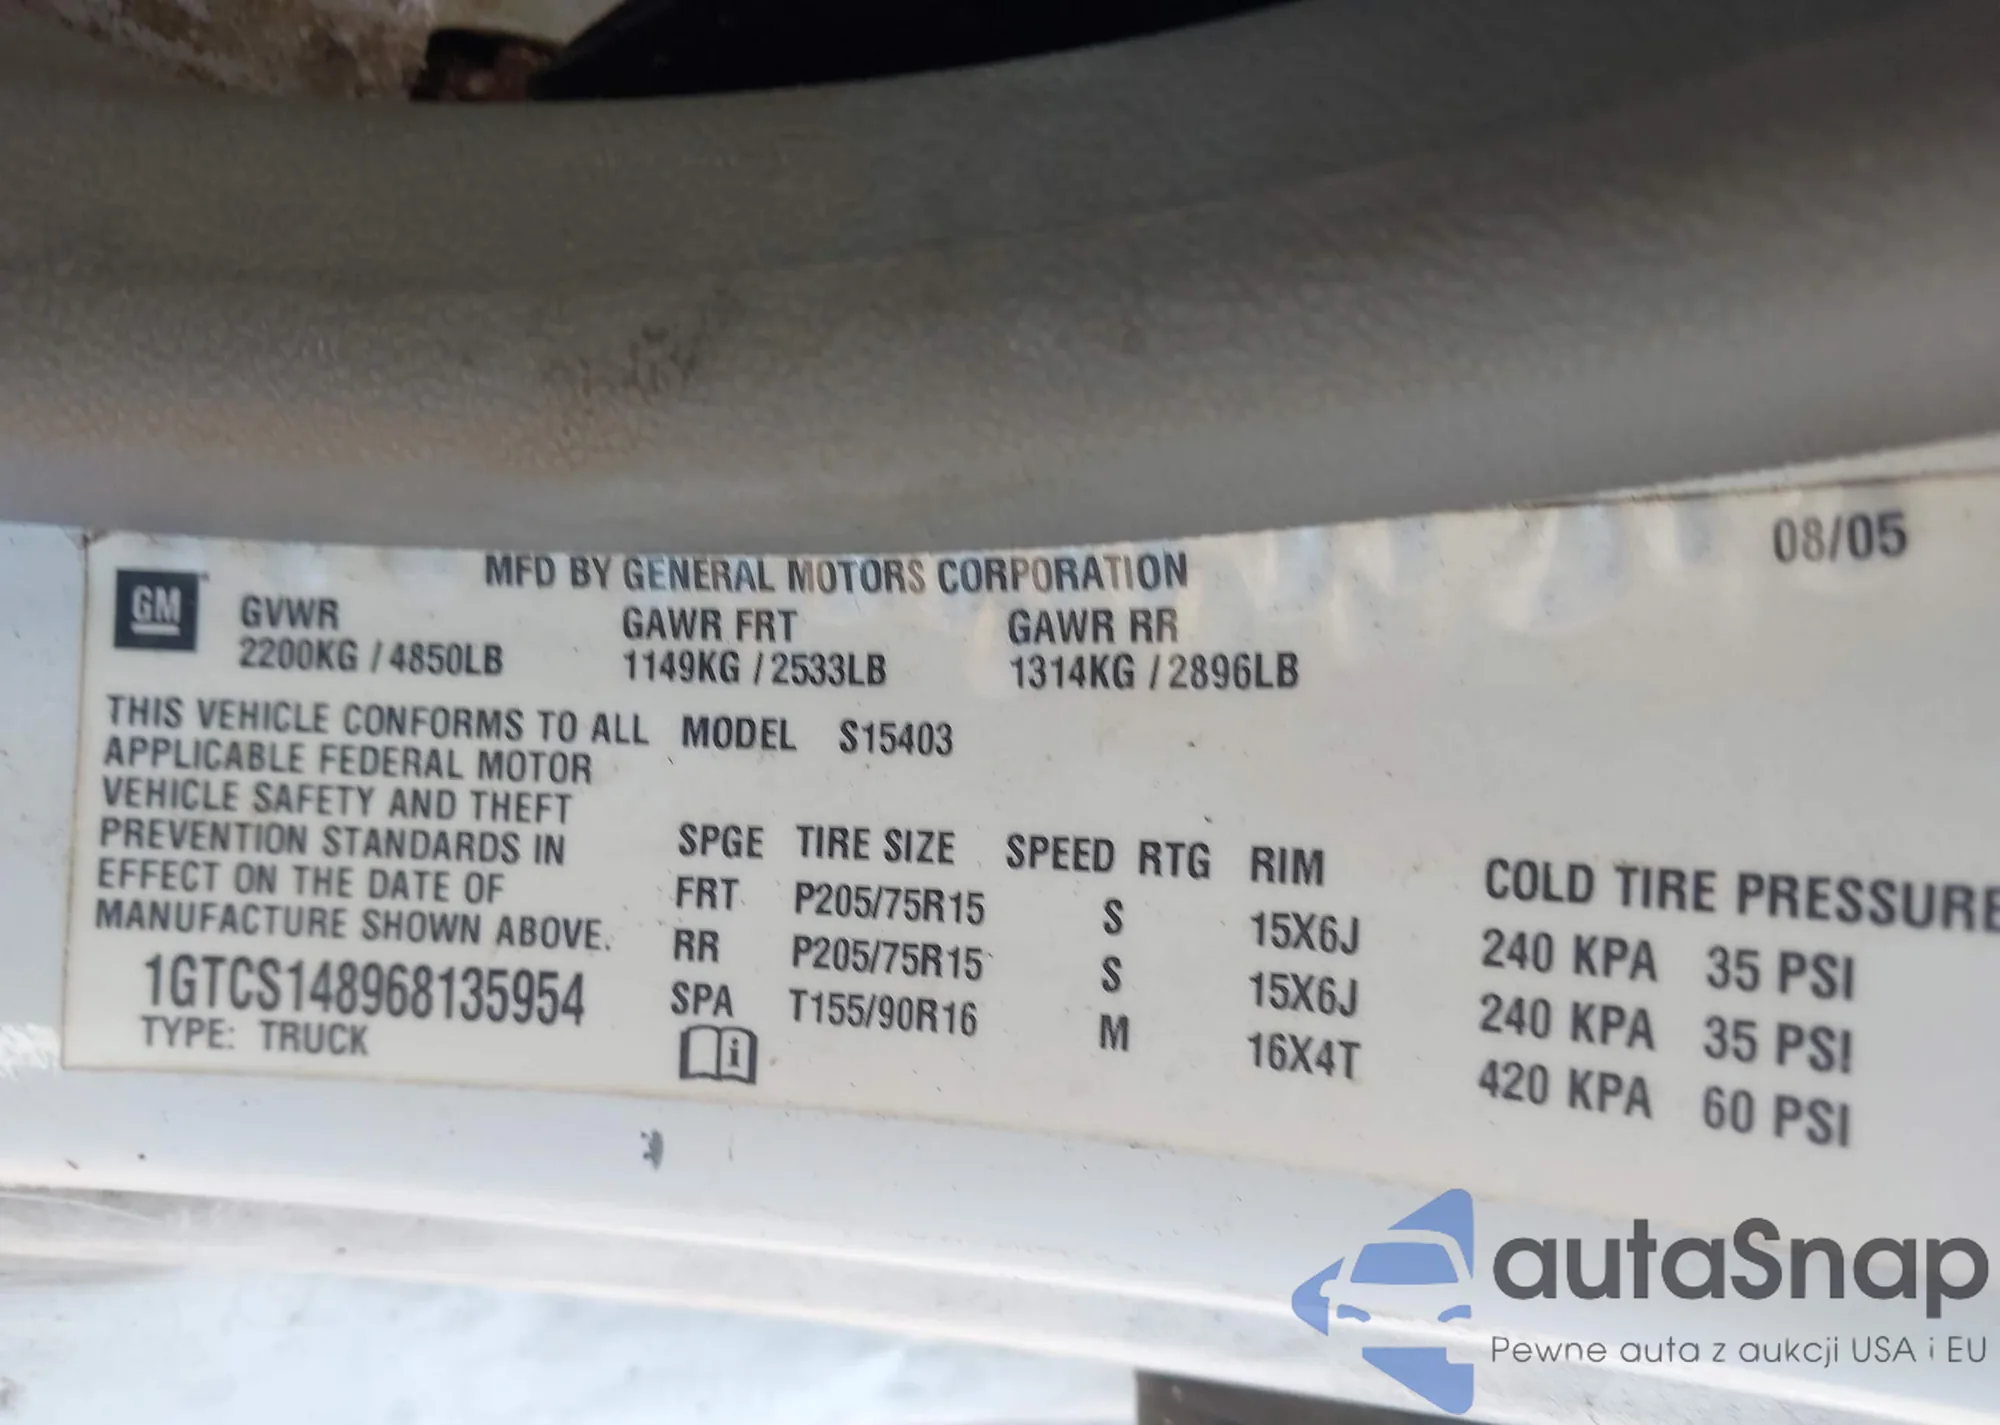 08/05
MFD BY GENERAL MOTORS CORPORATION
GM
GVWR GAWR FRT GAWR RR
2200KG / 4850LB 1149KG / 2533LB 1314KG / 2896LB
THIS VEHICLE CONFORMS TO ALL
APPLICABLE FEDERAL MOTOR
VEHICLE SAFETY AND THEFT
PREVENTION STANDARDS IN
EFFECT ON THE DATE OF
MANUFACTURE SHOWN ABOVE.
1GTCS148968135954
TYPE: TRUCK
MODEL S15403
SPGE TIRE SIZE SPEED RTG RIM COLD TIRE PRESSURE
FRT P205/75R15 S 15X6J 240 KPA 35 PSI
RR P205/75R15 S 15X6J 240 KPA 35 PSI
SPA T155/90R16 M 16X4T 420 KPA 60 PSI
i
autaSnap
Pewne auta z aukcji USA i EU